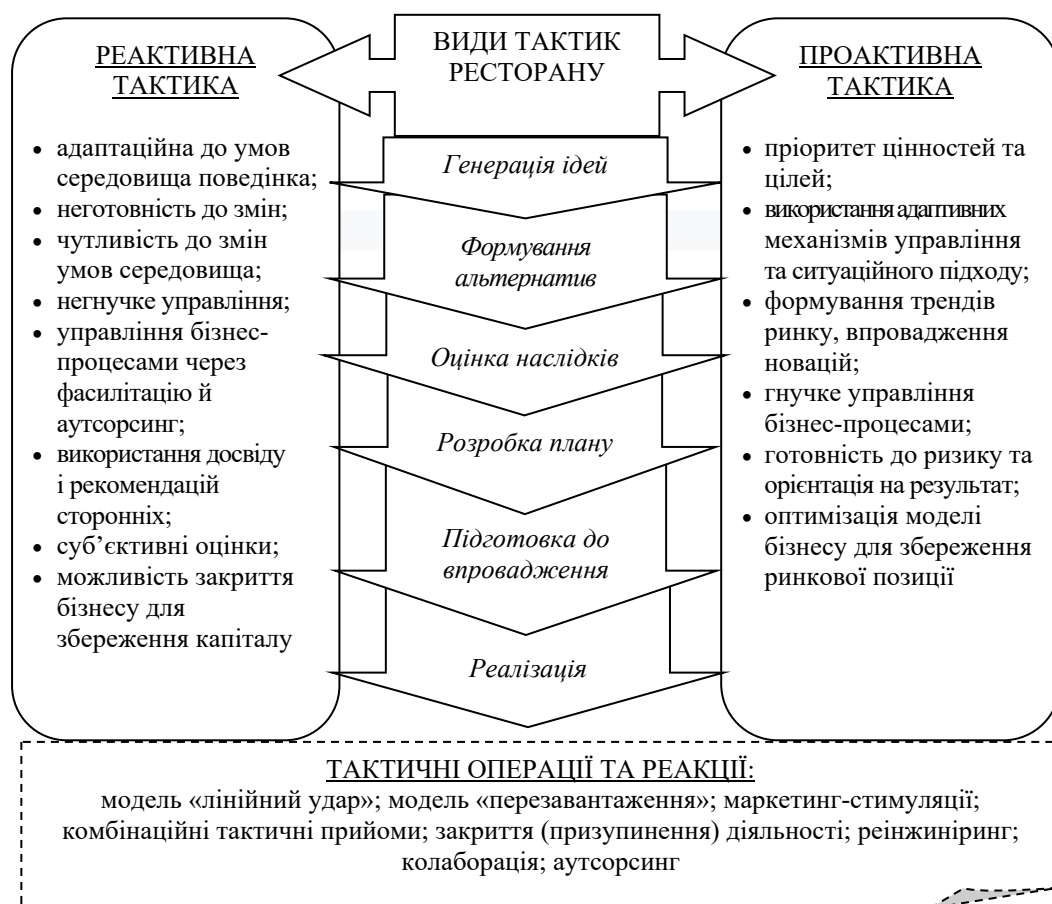 ВИДИ ТАКТИК
РЕСТОРАНУ
РЕАКТИВНА
ТАКТИКА
• адаптаційна до умов
середовища поведінка;
• неготовність до змін;
• чутливість до змін
умов середовища;
• негнучке управління;
• управління бізнес-
процесами через
фасилітацію й
аутсорсинг;
• використання досвіду
і рекомендацій
сторонніх;
• суб’єктивні оцінки;
• можливість закриття
бізнесу для
збереження капіталу
Генерація ідей
Формування
альтернатив
Оцінка наслідків
Розробка плану
Підготовка до
впровадження
Реалізація
ПРОАКТИВНА
ТАКТИКА
• пріоритет цінностей та
цілей;
• використання адаптивних
механізмів управління
та ситуаційного підходу;
• формування трендів
ринку, впровадження
новацій;
• гнучке управління
бізнес-процесами;
• готовність до ризику та
орієнтація на результат;
• оптимізація моделі
бізнесу для збереження
ринкової позиції
ТАКТИЧНІ ОПЕРАЦІЇ ТА РЕАКЦІЇ:
модель «лінійний удар»; модель «перезавантаження»; маркетинг-стимуляції;
комбінаційні тактичні прийоми; закриття (призупинення) діяльності; реінжиніринг;
колаборація; аутсорсинг